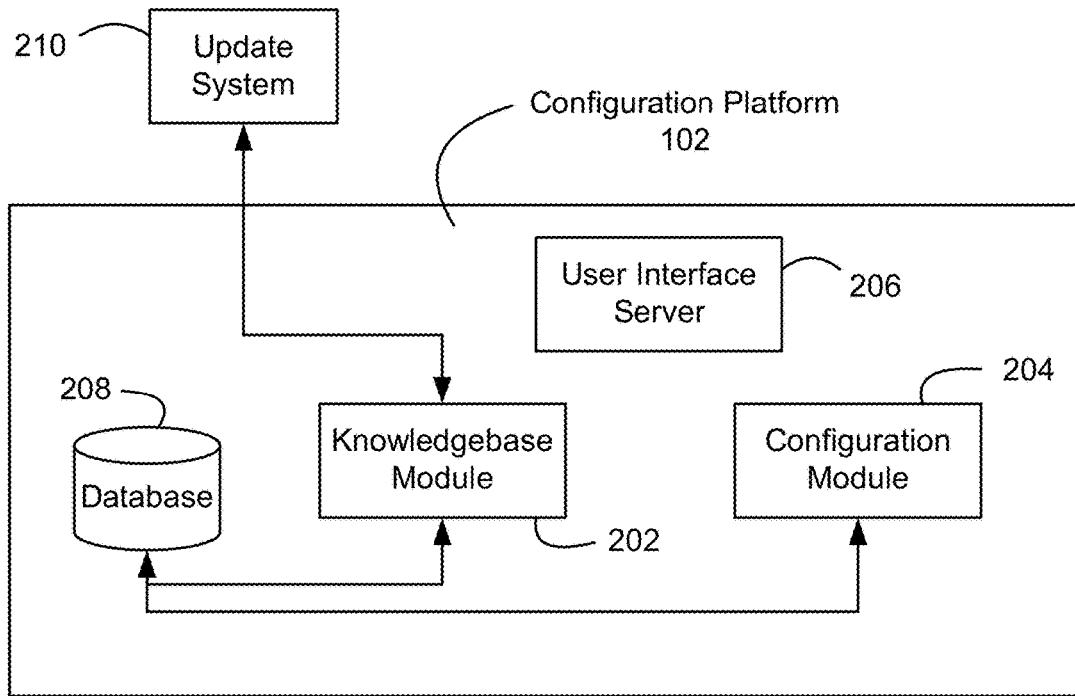 210
Update
System
Configuration Platform
102
User Interface
Server
206
208
204
Database
Knowledgebase
Module
Configuration
Module
202